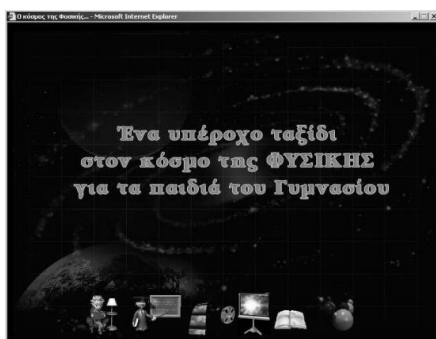 Ο κόσμος της Φυσικής... - Microsoft Internet Explorer
Ένα υπέροχο ταξίδι
στον κόσμο της ΦΥΣΙΚΗΣ
για τα παιδιά του Γυμνασίου